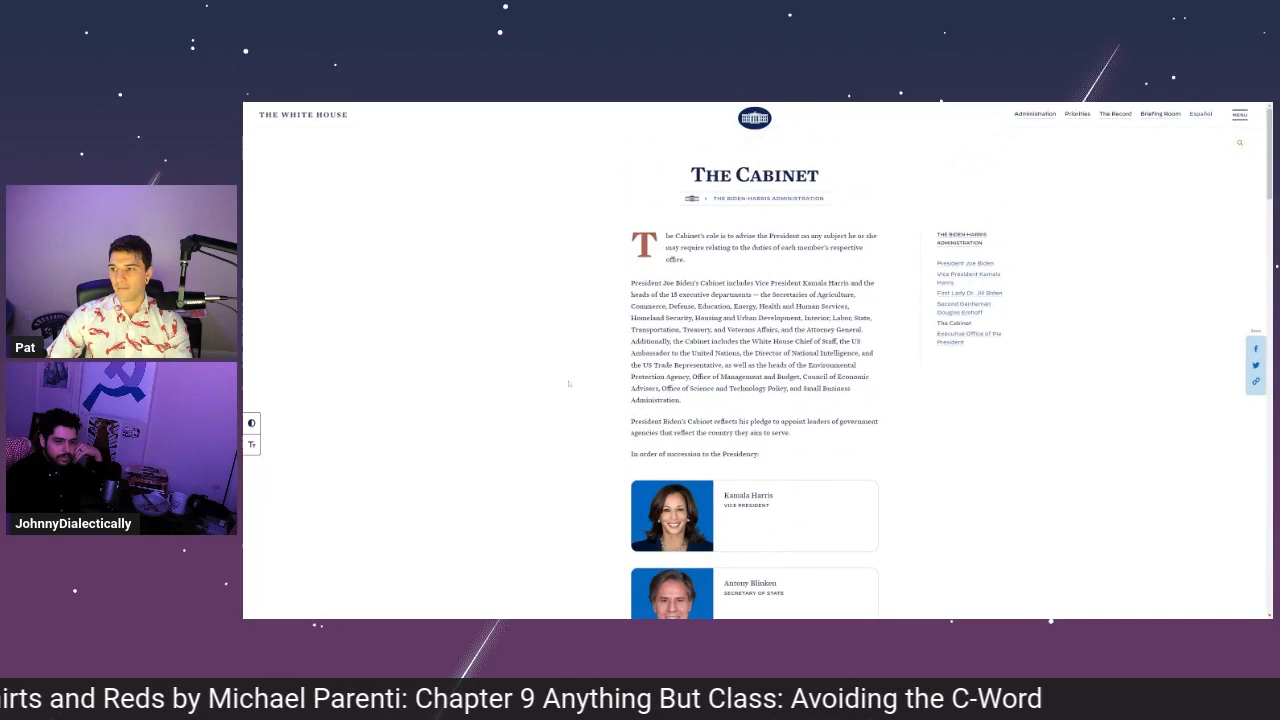 THE WHITE HOUSE
Administration Priorities The Record Briefing Room Español MENU
THE CABINET
THE BIDEN-HARRIS ADMINISTRATION
The Cabinet's role is to advise the President on any subject he or she
may require relating to the duties of each member's respective
office.
President Joe Biden's Cabinet includes Vice President Kamala Harris and the
heads of the 15 executive departments — the Secretaries of Agriculture,
Commerce, Defense, Education, Energy, Health and Human Services,
Homeland Security, Housing and Urban Development, Interior, Labor, State,
Transportation, Treasury, and Veterans Affairs, and the Attorney General.
Additionally, the Cabinet includes the White House Chief of Staff, the US
Ambassador to the United Nations, the Director of National Intelligence, and
the US Trade Representative, as well as the heads of the Environmental
Protection Agency, Office of Management and Budget, Council of Economic
Advisers, Office of Science and Technology Policy, and Small Business
Administration.
President Biden's Cabinet reflects his pledge to appoint leaders of government
agencies that reflect the country they aim to serve.
In order of succession to the Presidency:
Kamala Harris
VICE PRESIDENT
Antony Blinken
SECRETARY OF STATE
THE BIDEN-HARRIS
ADMINISTRATION
President Joe Biden
Vice President Kamala
Harris
First Lady Dr. Jill Biden
Second Gentleman
Douglas Emhoff
The Cabinet
Executive Office of the
President
Share
Tт
Pat
JohnnyDialectically
irts and Reds by Michael Parenti: Chapter 9 Anything But Class: Avoiding the C-Word